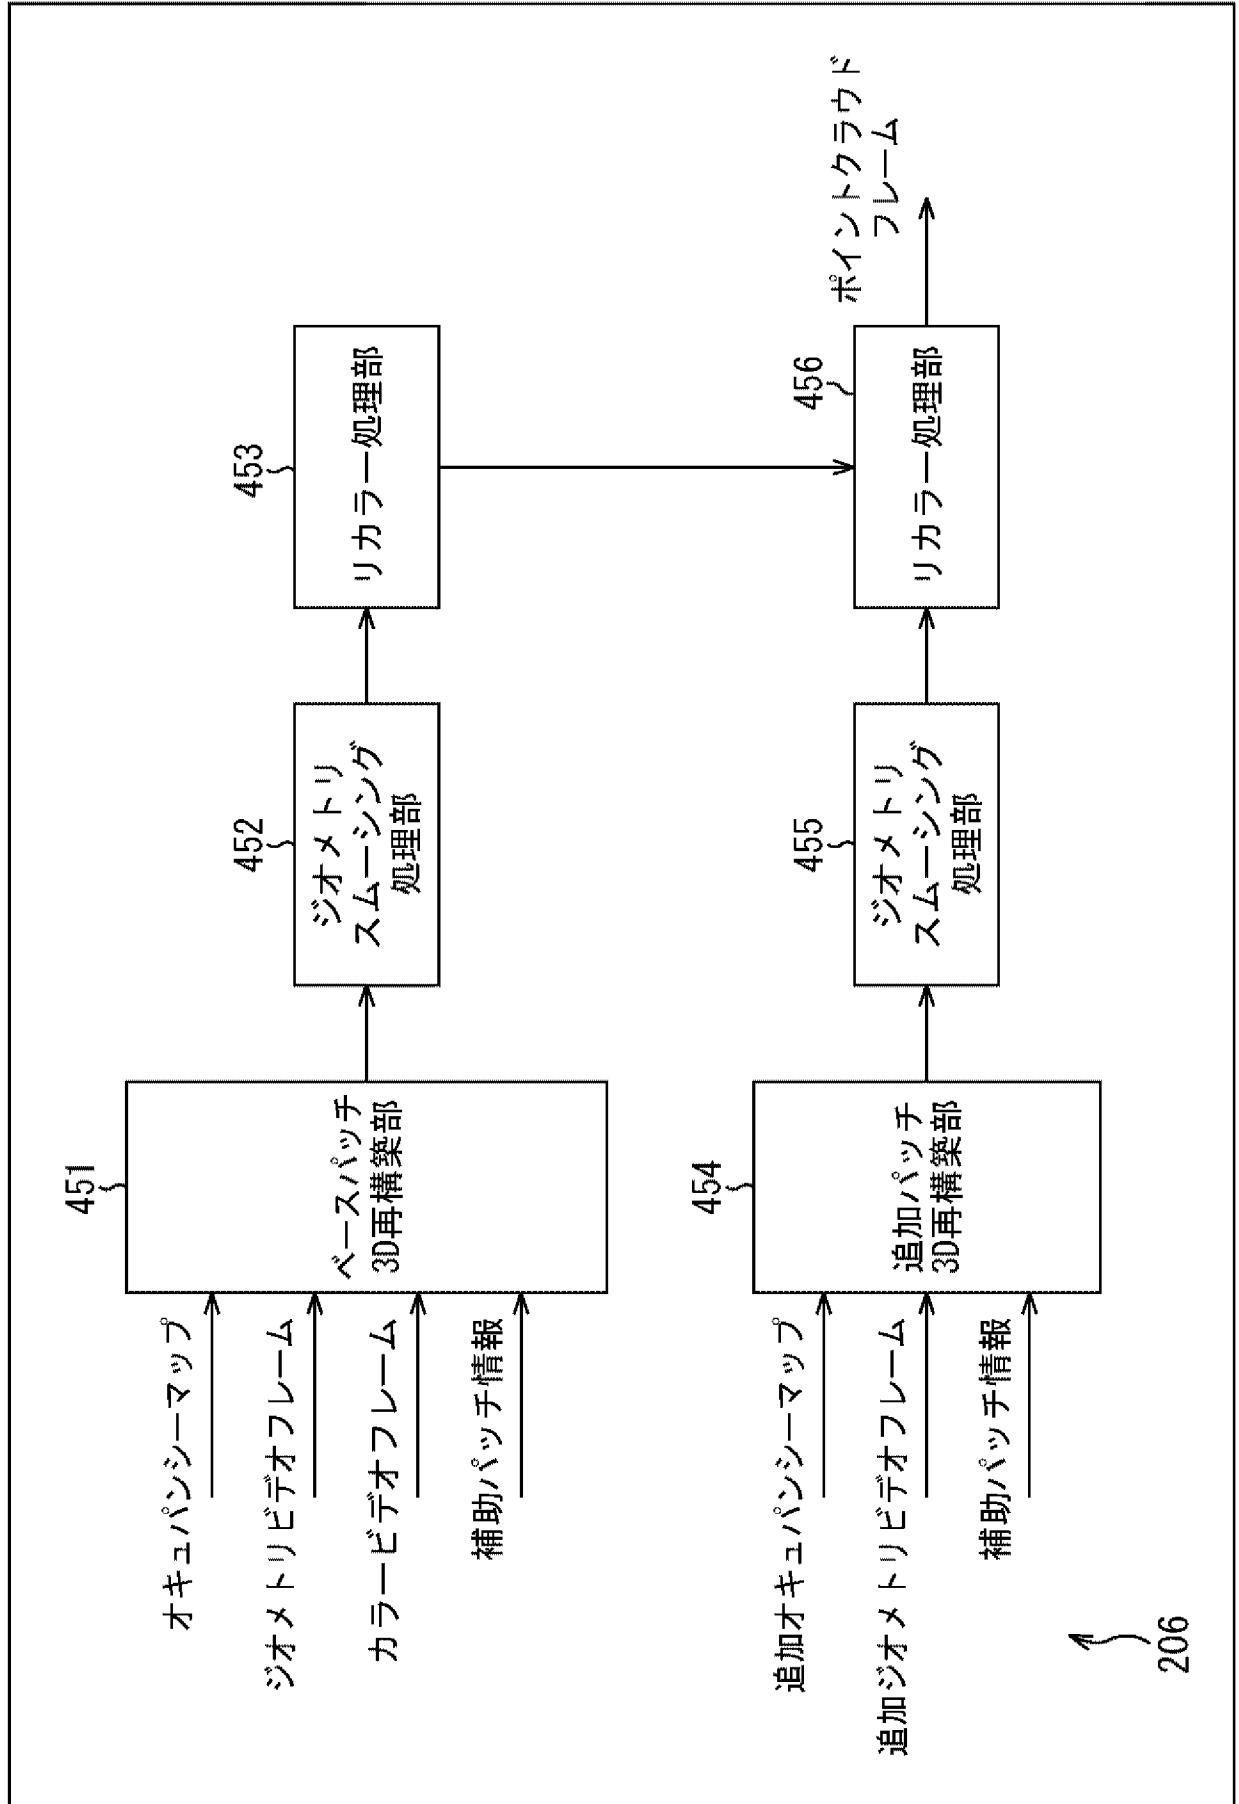 オキュパンシーマップ
ジオメトリビデオフレーム
カラービデオフレーム
補助パッチ情報
451
ベースパッチ
3D再構築部
452
ジオメトリ
スムージング
処理部
453
リカラー処理部
追加オキュパンシーマップ
追加ジオメトリビデオフレーム
補助パッチ情報
454
追加パッチ
3D再構築部
455
ジオメトリ
スムージング
処理部
456
リカラー処理部
ポイントクラウド
フレーム
206